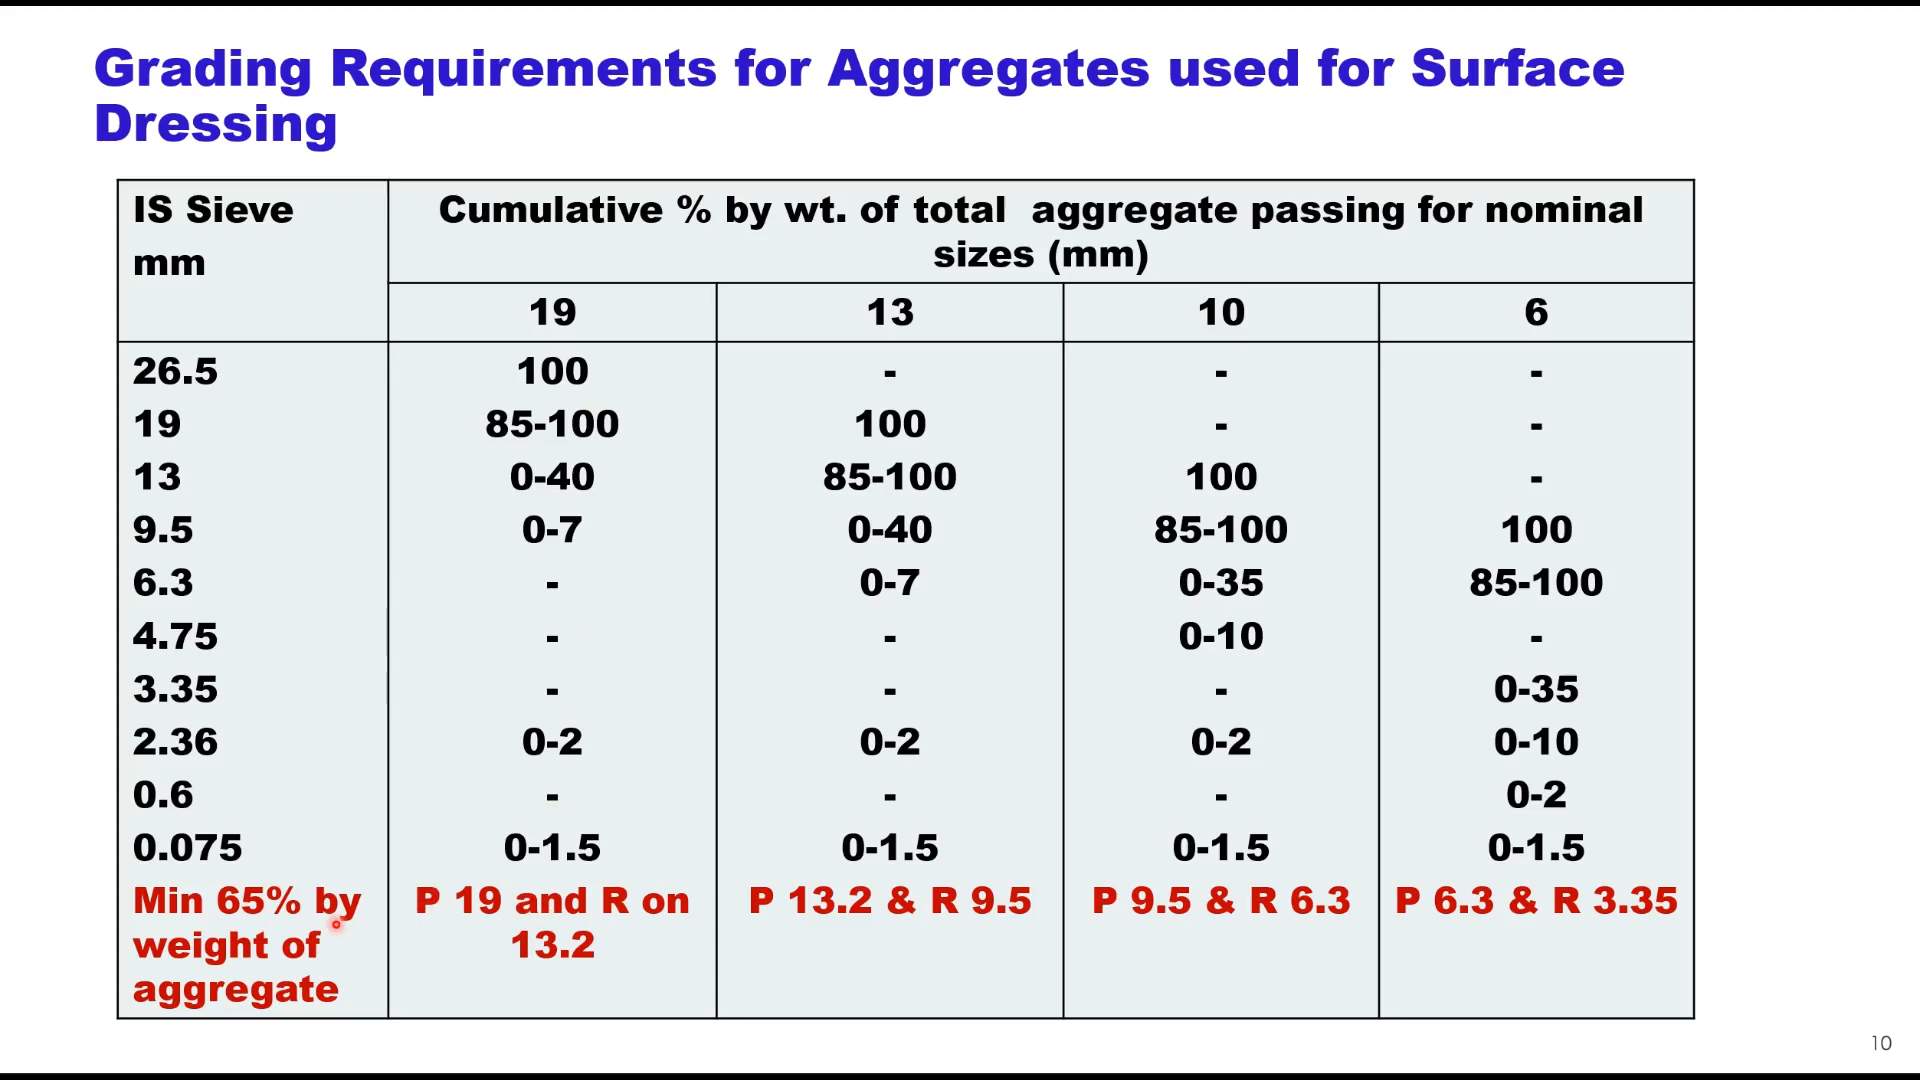 Grading Requirements for Aggregates used for Surface
Dressing
IS Sieve
mm
Cumulative % by wt. of total aggregate passing for nominal
sizes (mm)
19 13 10 6
26.5 100 - - -
19 85-100 100 - -
13 0-40 85-100 100 -
9.5 0-7 0-40 85-100 100
6.3 - 0-7 0-35 85-100
4.75 - - 0-10 -
3.35 - - - 0-35
2.36 0-2 0-2 0-2 0-10
0.6 - - - 0-2
0.075 0-1.5 0-1.5 0-1.5 0-1.5
Min 65% by
weight of
aggregate
P 19 and R on
13.2
P 13.2 & R 9.5
P 9.5 & R 6.3
P 6.3 & R 3.35
10